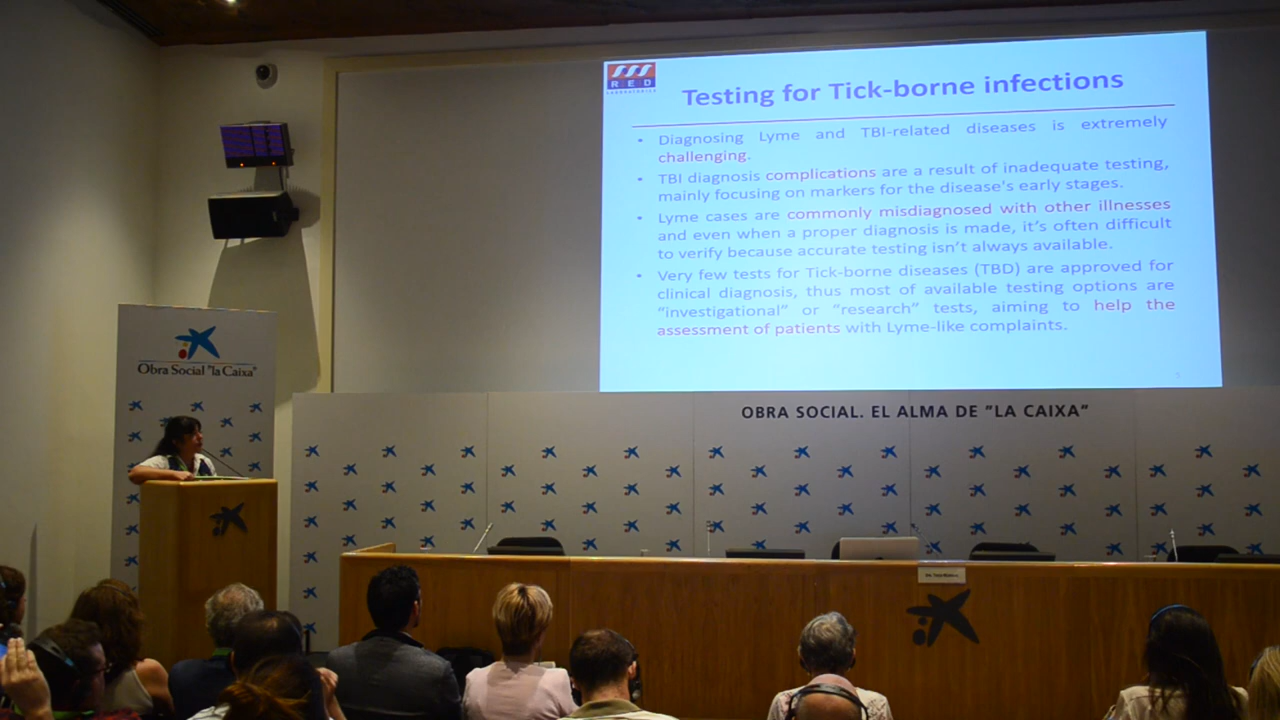 RED
LABORATORIES
Testing for Tick-borne infections
• Diagnosing Lyme and TBI-related diseases is extremely
challenging.
• TBI diagnosis complications are a result of inadequate testing,
mainly focusing on markers for the disease's early stages.
• Lyme cases are commonly misdiagnosed with other illnesses
and even when a proper diagnosis is made, it's often difficult
to verify because accurate testing isn't always available.
• Very few tests for Tick-borne diseases (TBD) are approved for
clinical diagnosis, thus most of available testing options are
"investigational" or "research" tests, aiming to help the
assessment of patients with Lyme-like complaints.
Obra Social "la Caixa"
OBRA SOCIAL. EL ALMA DE "LA CAIXA"